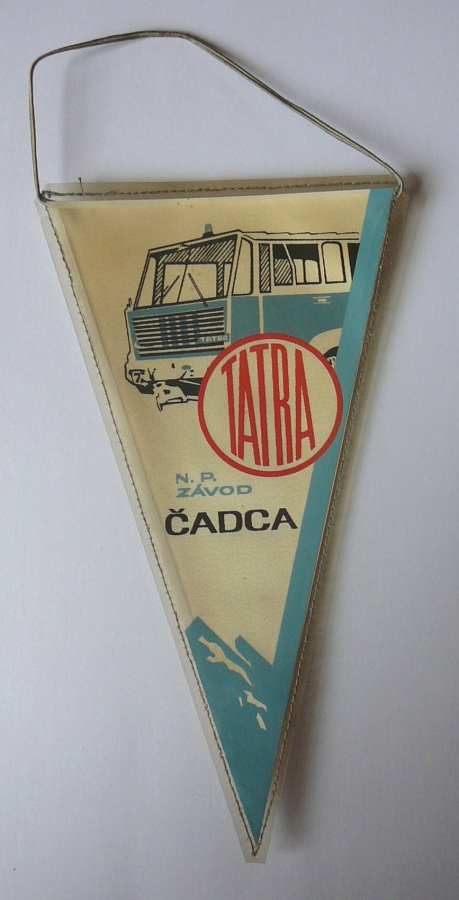 TATRA
TATRA
N. P.
ZÁVOD
ČADCA